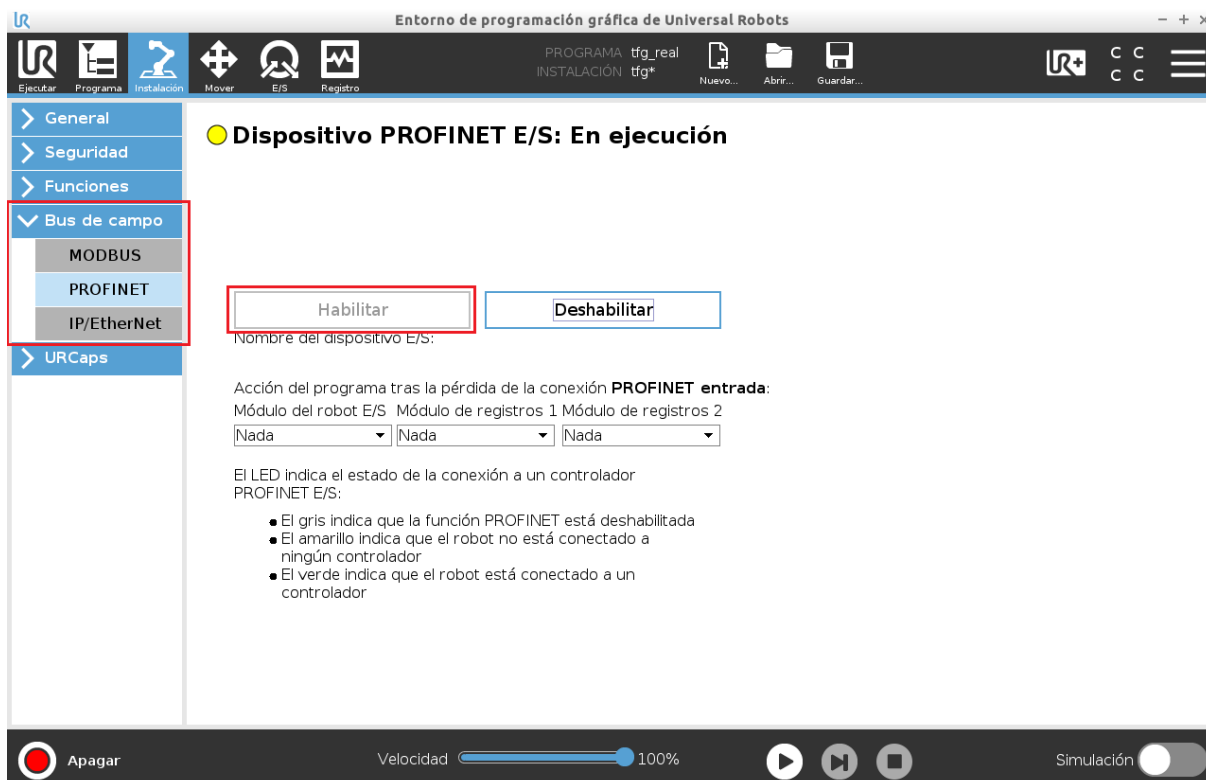 UR
Entorno de programación gráfica de Universal Robots
UR
Ejecutar
Programa
Instalación
Mover
E/S
Registro
PROGRAMA tfg_real
INSTALACIÓN tfg*
Nuevo...
Abrir...
Guardar...
UR+
C C
C C
General
Seguridad
Funciones
Bus de campo
MODBUS
PROFINET
IP/EtherNet
URCaps
Dispositivo PROFINET E/S: En ejecución
Habilitar
Deshabilitar
Nombre del dispositivo E/S:
Acción del programa tras la pérdida de la conexión PROFINET entrada:
Módulo del robot E/S Módulo de registros 1 Módulo de registros 2
Nada Nada Nada
El LED indica el estado de la conexión a un controlador
PROFINET E/S:
El gris indica que la función PROFINET está deshabilitada
El amarillo indica que el robot no está conectado a
ningún controlador
El verde indica que el robot está conectado a un
controlador
Apagar
Velocidad
100%
Simulación